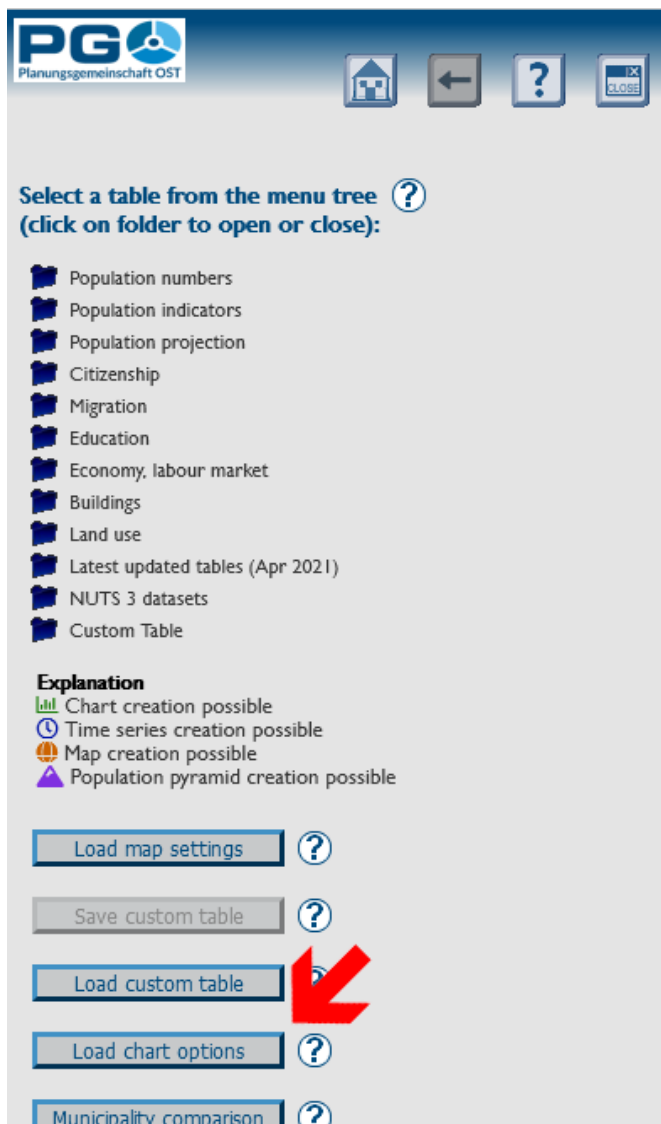 PGO
Planungsgemeinschaft OST
?
CLOSE
Select a table from the menu tree ?
(click on folder to open or close):
Population numbers
Population indicators
Population projection
Citizenship
Migration
Education
Economy, labour market
Buildings
Land use
Latest updated tables (Apr 2021)
NUTS 3 datasets
Custom Table
Explanation
Chart creation possible
Time series creation possible
Map creation possible
Population pyramid creation possible
Load map settings ?
Save custom table ?
Load custom table ?
Load chart options ?
Municipality comparison ?